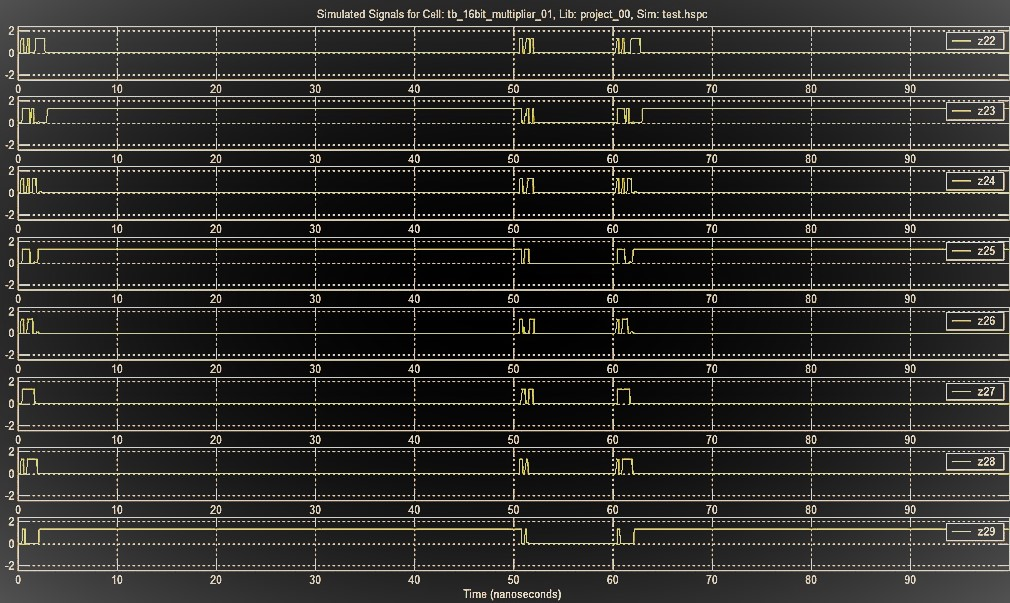 Simulated Signals for Cell: tb_16bit_multiplier_01, Lib: project_00, Sim: test.hspc
2
0
-2
z22
0 10 20 30 40 50 60 70 80 90
2
0
-2
z23
0 10 20 30 40 50 60 70 80 90
2
0
-2
z24
0 10 20 30 40 50 60 70 80 90
2
0
-2
z25
0 10 20 30 40 50 60 70 80 90
2
0
-2
z26
0 10 20 30 40 50 60 70 80 90
2
0
-2
z27
0 10 20 30 40 50 60 70 80 90
2
0
-2
z28
0 10 20 30 40 50 60 70 80 90
2
0
-2
z29
0 10 20 30 40 50 60 70 80 90
Time (nanoseconds)